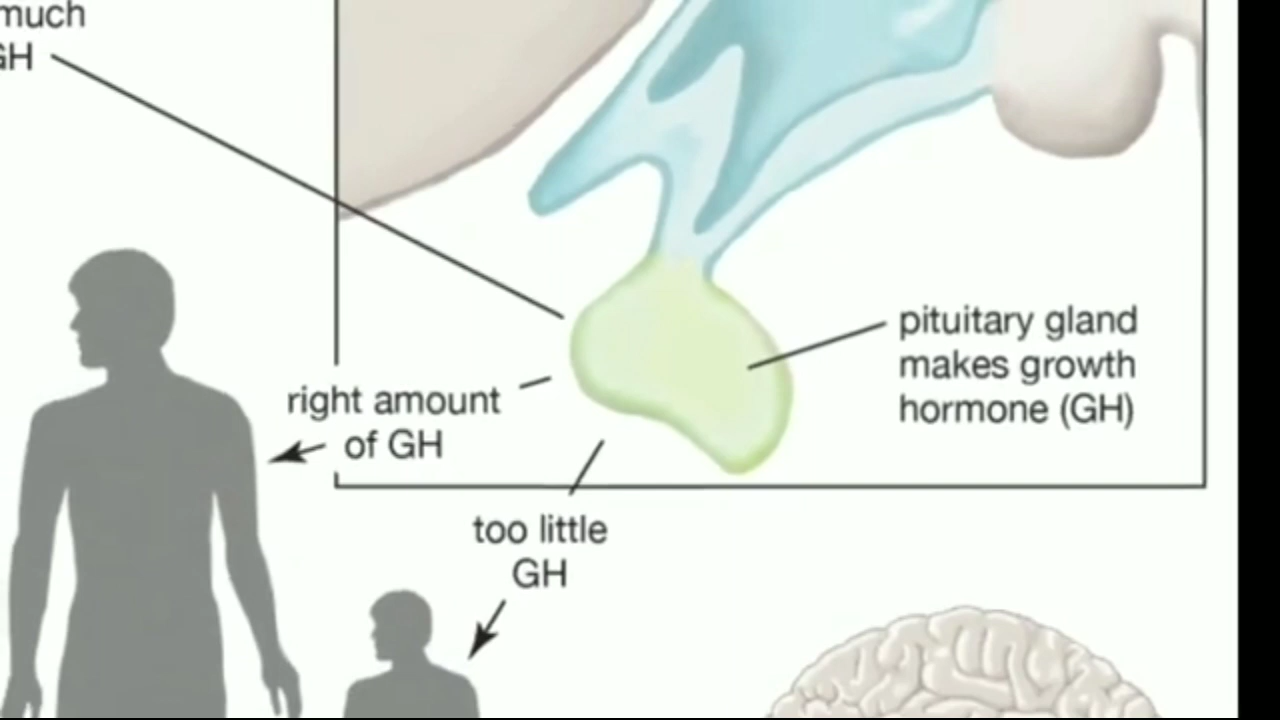 much
GH
right amount
of GH
pituitary gland
makes growth
hormone (GH)
too little
GH